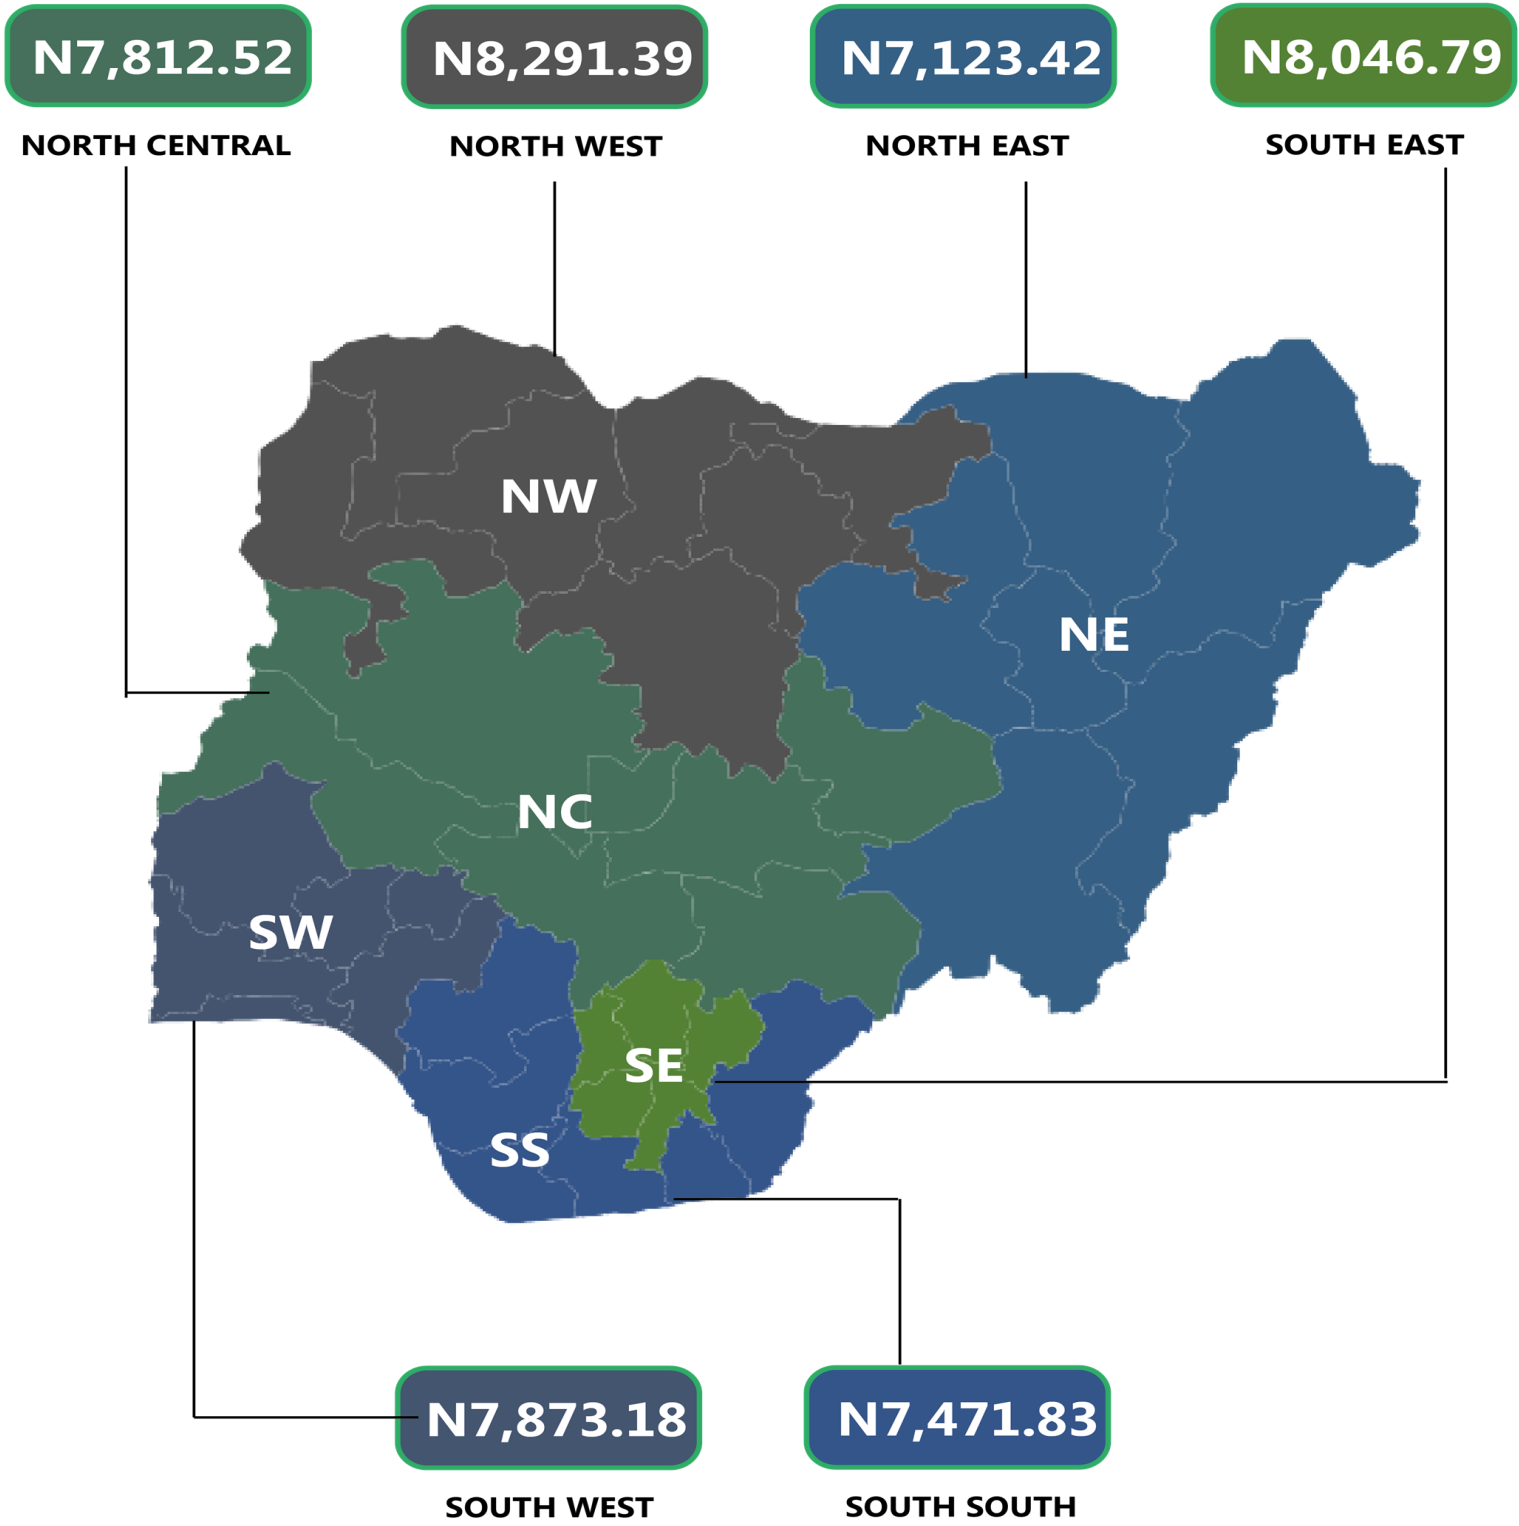 N7,812.52
N8,291.39
N7,123.42
N8,046.79
NORTH CENTRAL
NORTH WEST
NORTH EAST
SOUTH EAST
NW
NE
NC
SW
SE
SS
N7,873.18
N7,471.83
SOUTH WEST
SOUTH SOUTH